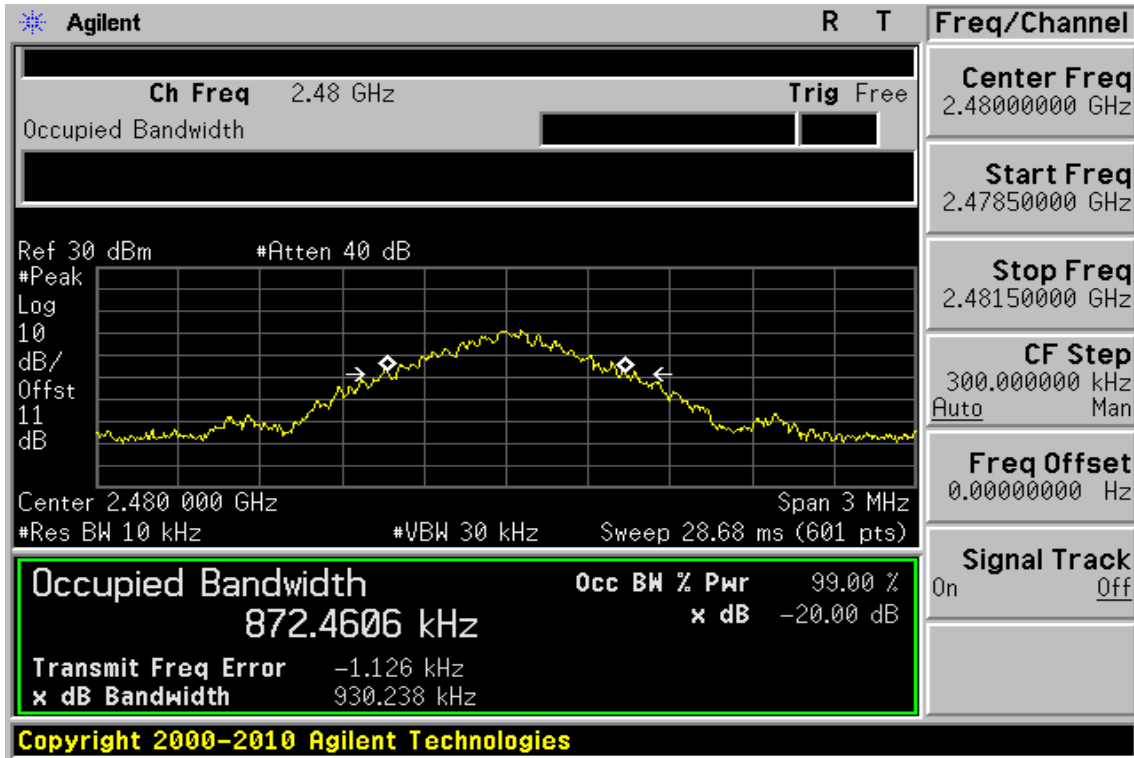 Agilent R T
Freq/Channel
Ch Freq 2.48 GHz Trig Free
Occupied Bandwidth
Center Freq
2.48000000 GHz
Start Freq
2.47850000 GHz
Stop Freq
2.48150000 GHz
CF Step
300.000000 kHz
Auto Man
Freq Offset
0.00000000 Hz
Signal Track
On Off
Ref 30 dBm #Atten 40 dB
#Peak
Log
10
dB/
Offst
11
dB
Center 2.480 000 GHz Span 3 MHz
#Res BW 10 kHz #VBW 30 kHz Sweep 28.68 ms (601 pts)
Occupied Bandwidth
872.4606 kHz
Occ BW % Pwr 99.00 %
x dB -20.00 dB
Transmit Freq Error -1.126 kHz
x dB Bandwidth 930.238 kHz
Copyright 2000-2010 Agilent Technologies